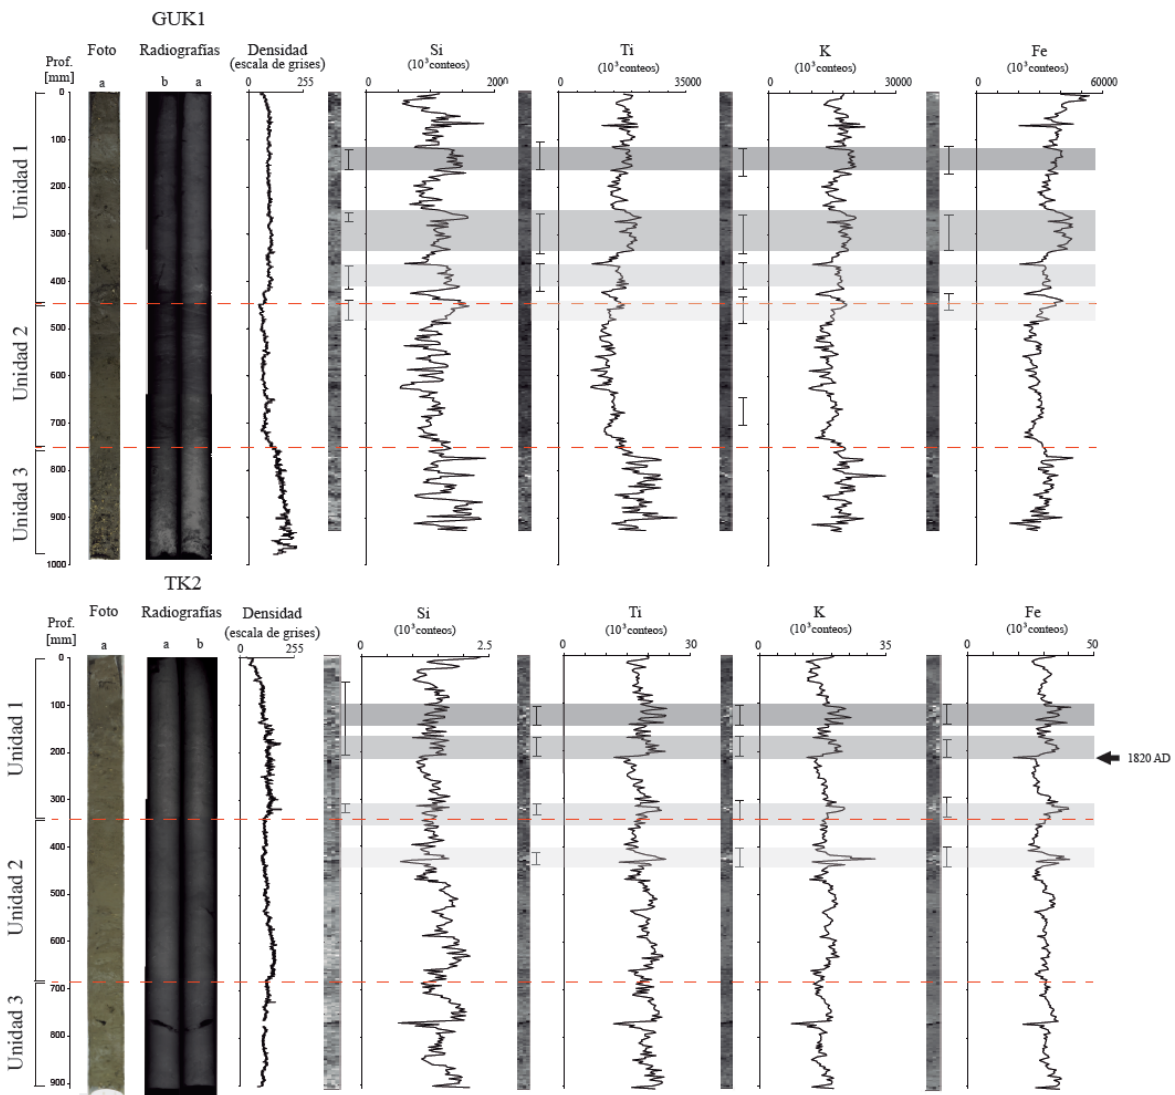 GUK1
Foto Radiografías Densidad Si Ti K Fe
(escala de grises) (10³conteos) (10³conteos) (10³conteos) (10³conteos)
Prof.
[mm]
a b a 0 255 0 2000 0 35000 0 30000 0 60000
0
100
200
300
400
500
600
700
800
900
1000
Unidad 1
Unidad 2
Unidad 3
TK2
Foto Radiografías Densidad Si Ti K Fe
(escala de grises) (10³conteos) (10³conteos) (10³conteos) (10³conteos)
Prof.
[mm]
a a b 0 255 0 2.5 0 30 0 35 0 50
0
100
200
300
400
500
600
700
800
900
Unidad 1
Unidad 2
Unidad 3
1820 AD